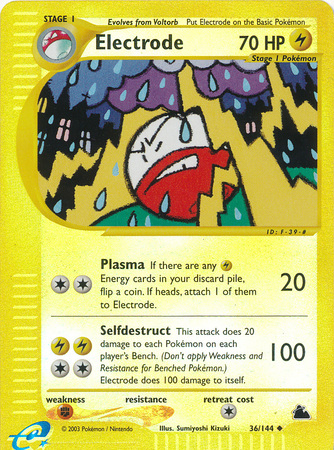 STAGE 1
Evolves from Voltorb Put Electrode on the Basic Pokémon
Electrode 70 HP
Stage 1 Pokémon
ID: F-39-#
Plasma If there are any
Energy cards in your discard pile,
flip a coin. If heads, attach 1 of them
to Electrode.
20
Selfdestruct This attack does 20
damage to each Pokémon on each
player's Bench. (Don't apply Weakness and
Resistance for Benched Pokémon.)
Electrode does 100 damage to itself.
100
weakness resistance retreat cost
© 2003 Pokémon / Nintendo Illus. Sumiyoshi Kizuki 36/144 ◆
e